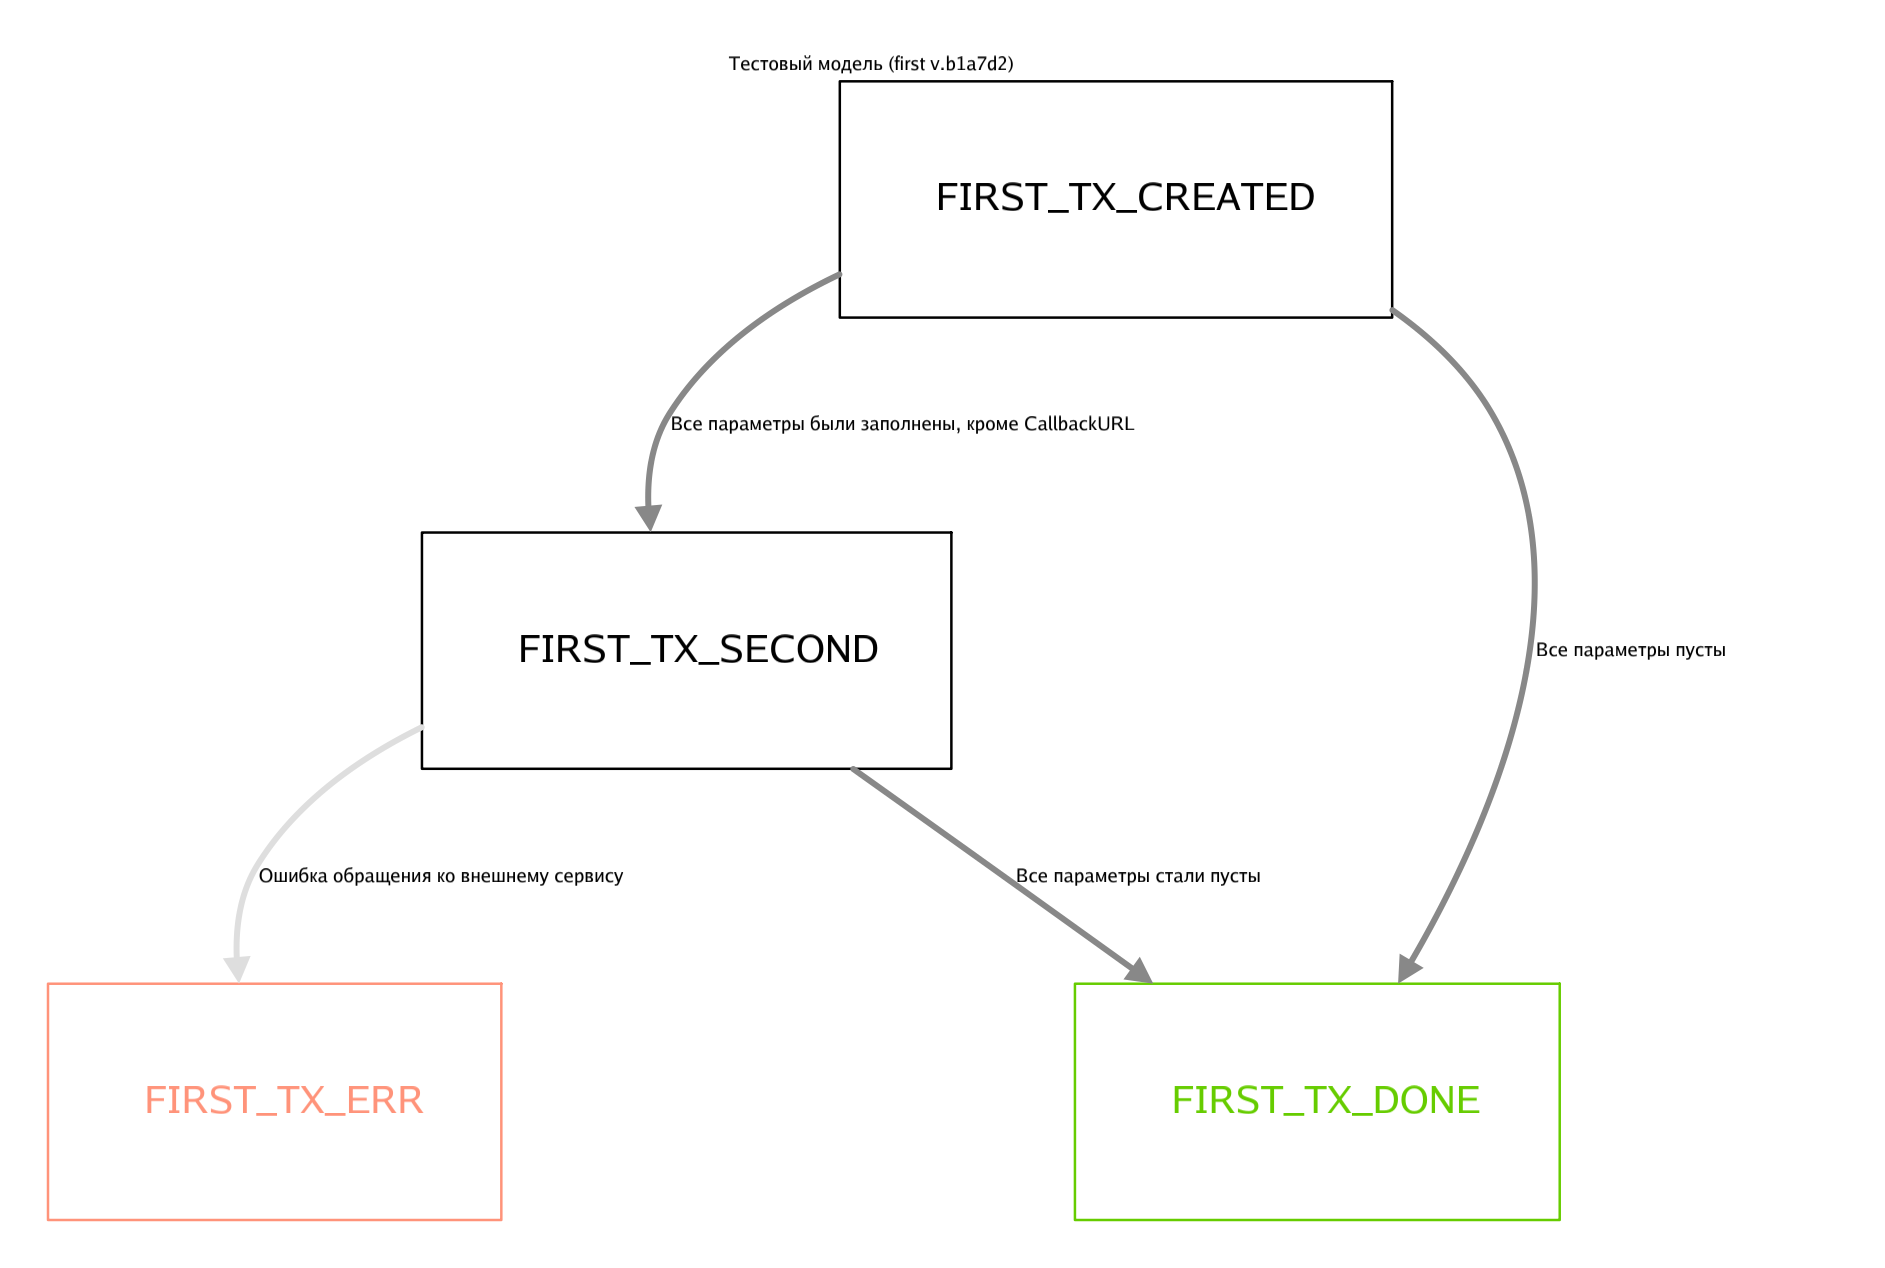 Тестовый модель (first v.b1a7d2)
FIRST_TX_CREATED
Все параметры были заполнены, кроме CallbackURL
FIRST_TX_SECOND
Все параметры пусты
Ошибка обращения ко внешнему сервису
Все параметры стали пусты
FIRST_TX_ERR
FIRST_TX_DONE